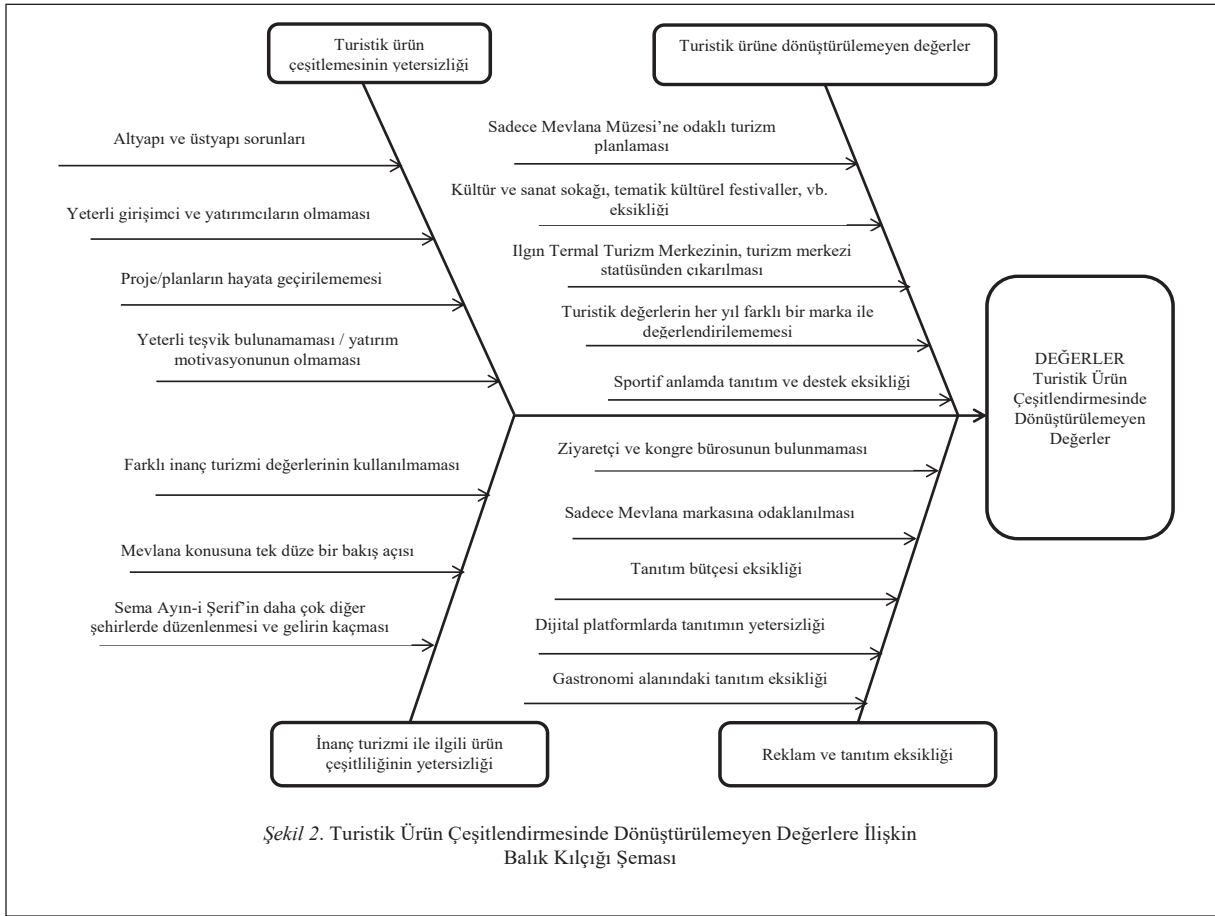 Turistik ürün
çeşitlemesinin yetersizliği
Turistik ürüne dönüştürülemeyen değerler
Altyapı ve üstyapı sorunları
Yeterli girişimci ve yatırımcıların olmaması
Proje/planların hayata geçirilememesi
Yeterli teşvik bulunamaması / yatırım
motivasyonunun olmaması
Sadece Mevlana Müzesi’ne odaklı turizm
planlaması
Kültür ve sanat sokağı, tematik kültürel festivaller, vb.
eksikliği
Ilgın Termal Turizm Merkezinin, turizm merkezi
statüsünden çıkarılması
Turistik değerlerin her yıl farklı bir marka ile
değerlendirilememesi
Sportif anlamda tanıtım ve destek eksikliği
DEĞERLER
Turistik Ürün
Çeşitlendirmesinde
Dönüştürülemeyen
Değerler
Farklı inanç turizmi değerlerinin kullanılmaması
Mevlana konusuna tek düze bir bakış açısı
Sema Ayın-i Şerif’in daha çok diğer
şehirlerde düzenlenmesi ve gelirin kaçması
Ziyaretçi ve kongre bürosunun bulunmaması
Sadece Mevlana markasına odaklanılması
Tanıtım bütçesi eksikliği
Dijital platformlarda tanıtımın yetersizliği
Gastronomi alanındaki tanıtım eksikliği
İnanç turizmi ile ilgili ürün
çeşitliliğinin yetersizliği
Reklam ve tanıtım eksikliği
Şekil 2. Turistik Ürün Çeşitlendirmesinde Dönüştürülemeyen Değerlere İlişkin
Balık Kılçığı Şeması